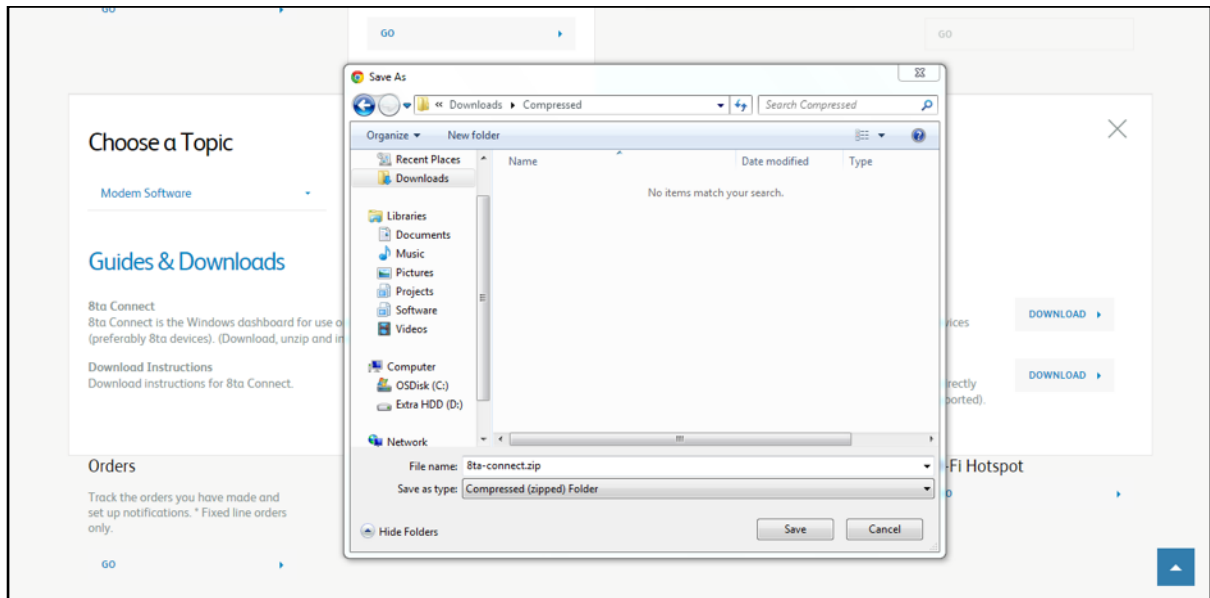 GO
GO
GO
Choose a Topic
Modem Software
Guides & Downloads
8ta Connect
8ta Connect is the Windows dashboard for use o
(preferably 8ta devices). (Download, unzip and in
Download Instructions
Download instructions for 8ta Connect.
Orders
Track the orders you have made and
set up notifications. * Fixed line orders
only.
GO
Save As
« Downloads Compressed
Search Compressed
Organize
New folder
Recent Places
Downloads
Libraries
Documents
Music
Pictures
Projects
Software
Videos
Computer
OSDisk (C:)
Extra HDD (D:)
Network
Name
Date modified
Type
No items match your search.
File name: 8ta-connect.zip
Save as type: Compressed (zipped) Folder
Hide Folders
Save
Cancel
vices
DOWNLOAD
rectly
ported).
DOWNLOAD
-Fi Hotspot